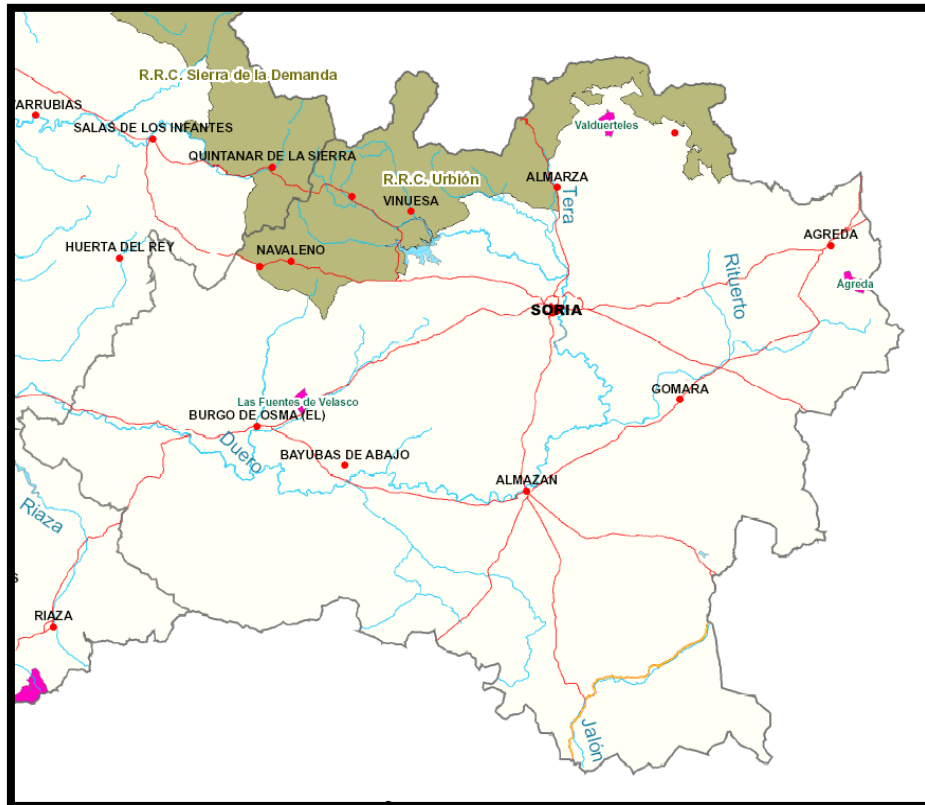 R.R.C. Sierra de la Demanda
ARRUBIAS
SALAS DE LOS INFANTES
Valduerteles
QUINTANAR DE LA SIERRA
R.R.C. Urbión
ALMARZA
VINUESA
Tera
AGREDA
HUERTA DEL REY
NAVALENO
Rituerto
Agreda
SORIA
GOMARA
Las Fuentes de Velasco
BURGO DE OSMA (EL)
Duero
BAYUBAS DE ABAJO
ALMAZAN
Riaza
S
RIAZA
Jalón